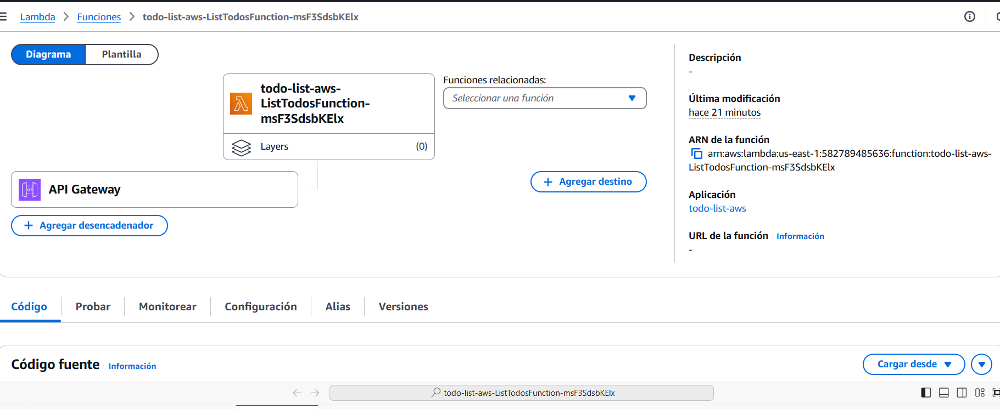 Lambda > Funciones > todo-list-aws-ListTodosFunction-msF3SdsbKElx
Diagrama
Plantilla
todo-list-aws-
ListTodosFunction-
msF3SdsbKElx
Layers (0)
Funciones relacionadas:
Seleccionar una función
API Gateway
+ Agregar destino
+ Agregar desencadenador
Descripción
-
Última modificación
hace 21 minutos
ARN de la función
arn:aws:lambda:us-east-1:582789485636:function:todo-list-aws-
ListTodosFunction-msF3SdsbKElx
Aplicación
todo-list-aws
URL de la función Información
-
Código
Probar
Monitorear
Configuración
Alias
Versiones
Código fuente Información
Cargar desde
todo-list-aws-ListTodosFunction-msF3SdsbKElx